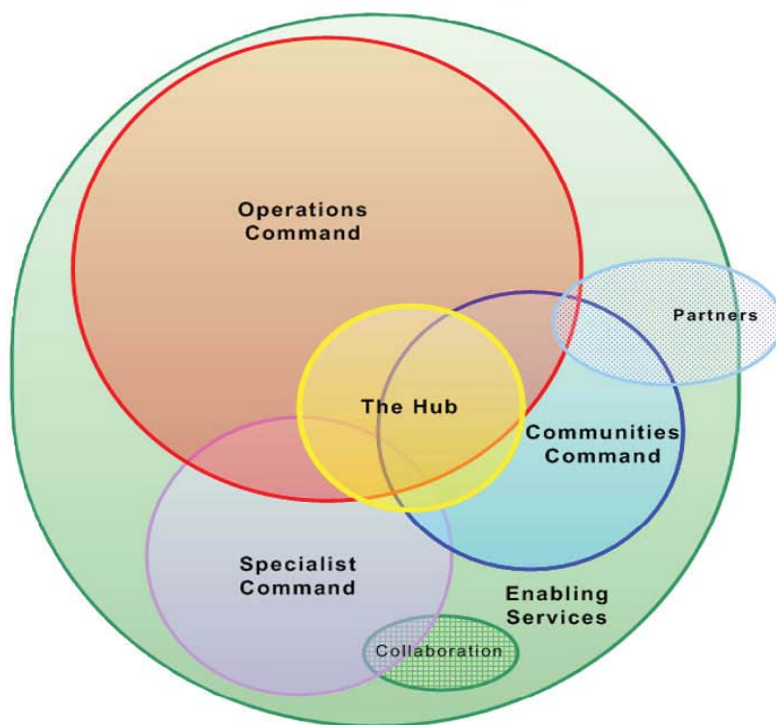 Operations
Command
Partners
The Hub
Communities
Command
Specialist
Command
Enabling
Services
Collaboration